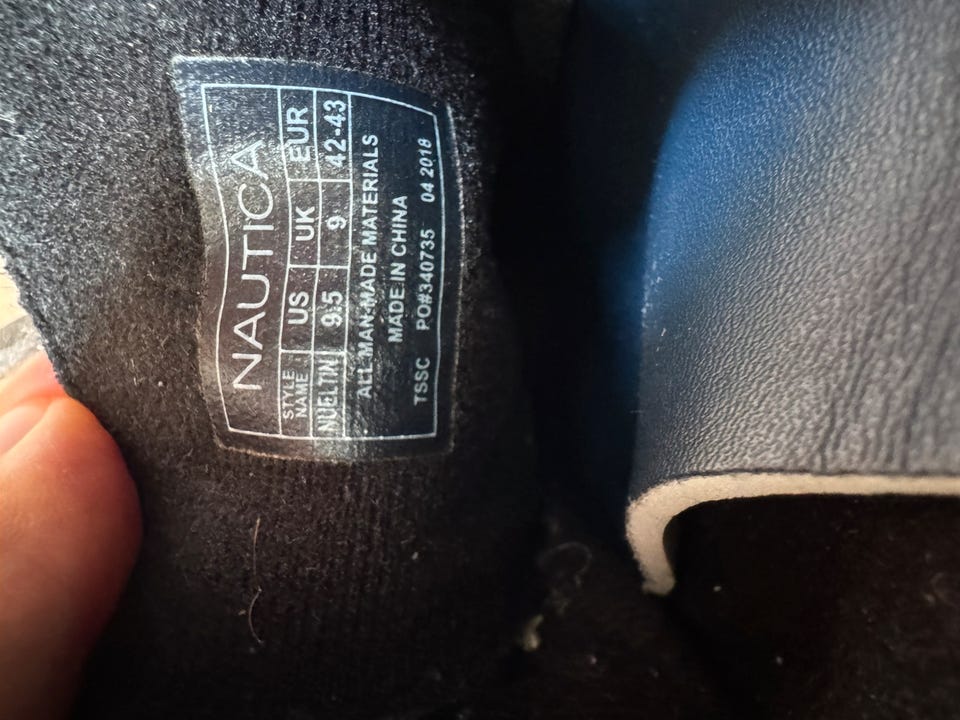 NAUTICA
STYLE NAME US UK EUR
NUELTIN 9.5 9 42-43
ALL MAN-MADE MATERIALS
MADE IN CHINA
TSSC PO#340735 04 2018